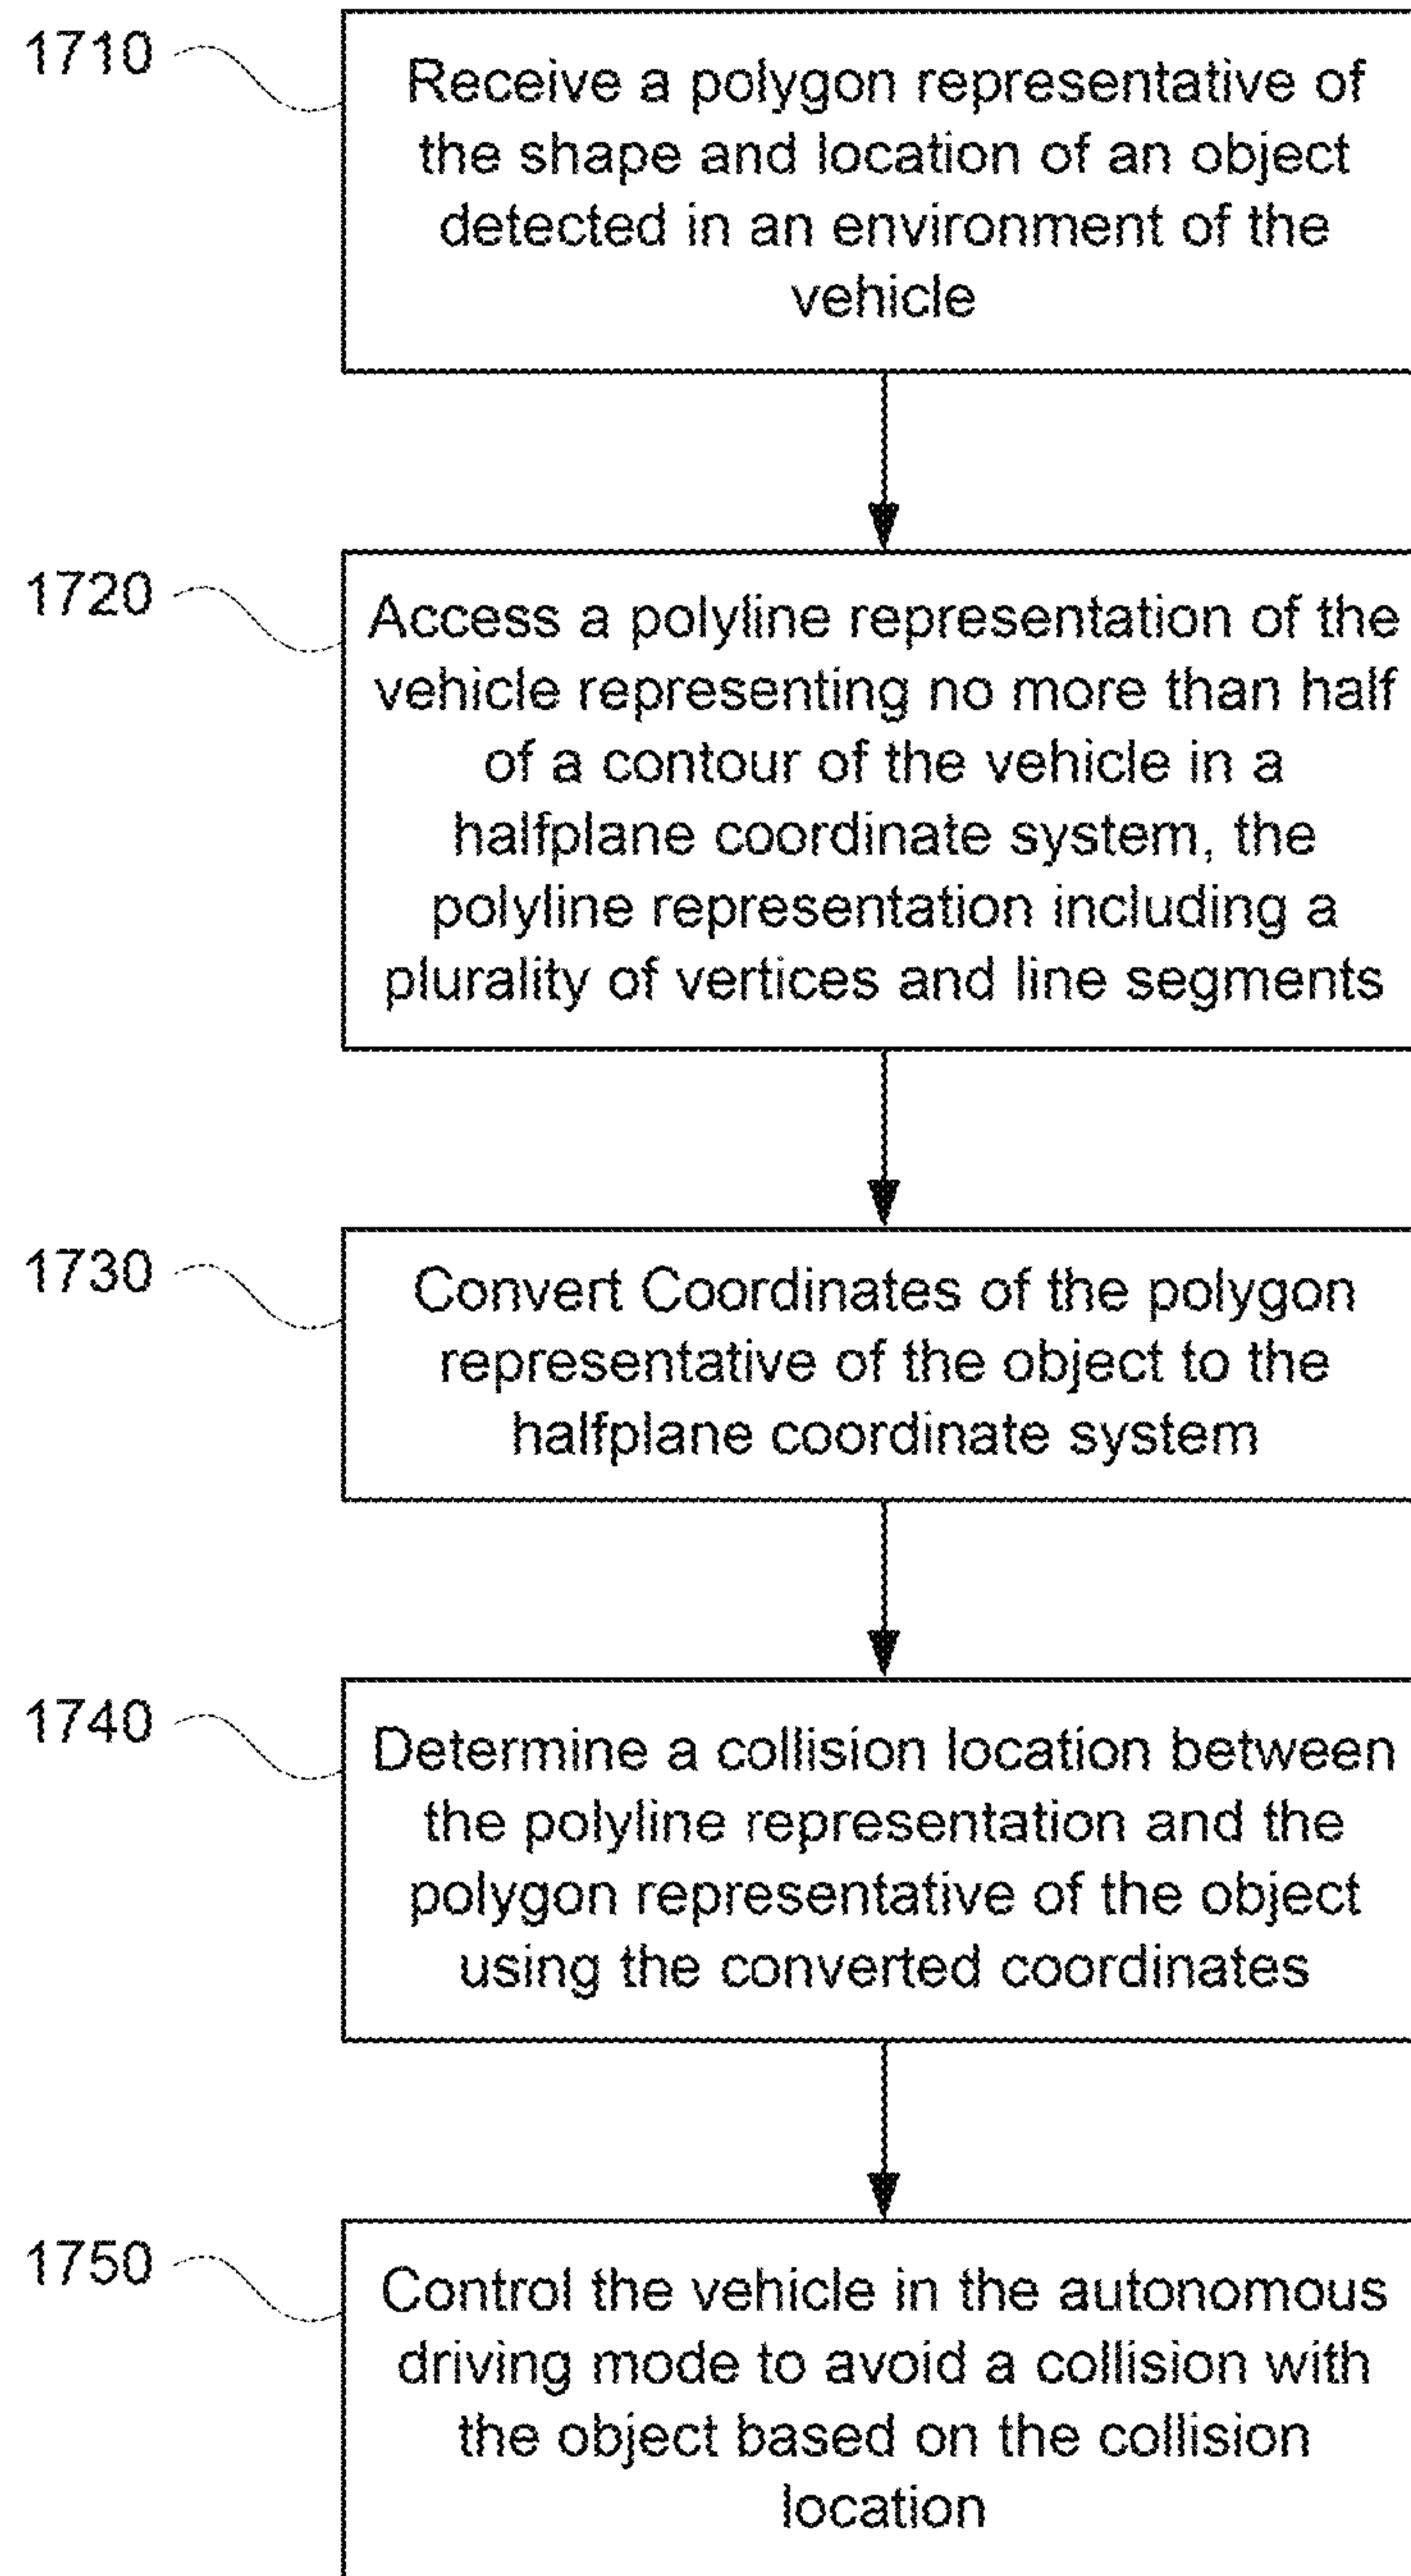 1710
Receive a polygon representative of
the shape and location of an object
detected in an environment of the
vehicle
1720
Access a polyline representation of the
vehicle representing no more than half
of a contour of the vehicle in a
halfplane coordinate system, the
polyline representation including a
plurality of vertices and line segments
1730
Convert Coordinates of the polygon
representative of the object to the
halfplane coordinate system
1740
Determine a collision location between
the polyline representation and the
polygon representative of the object
using the converted coordinates
1750
Control the vehicle in the autonomous
driving mode to avoid a collision with
the object based on the collision
location